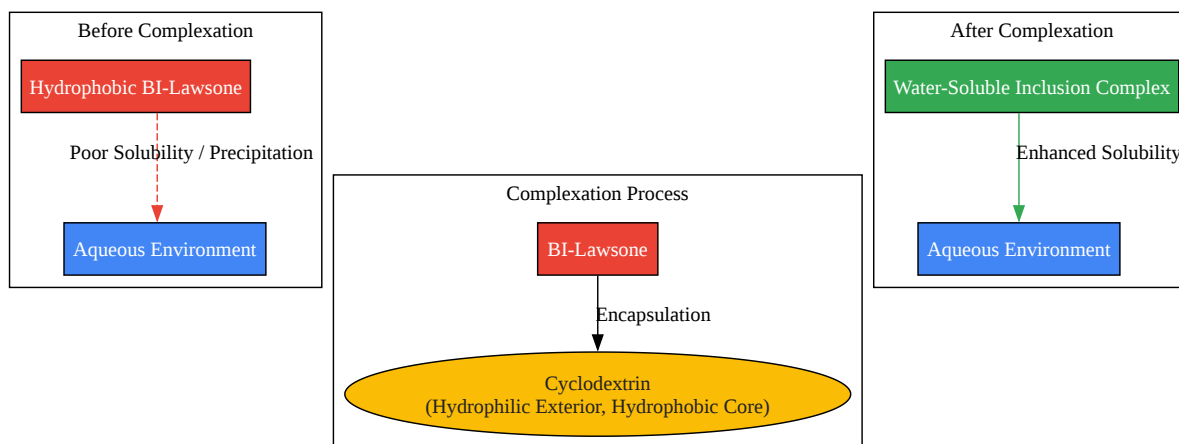 Before Complexation
Hydrophobic BI-Lawsone
Poor Solubility / Precipitation
Aqueous Environment
Complexation Process
BI-Lawsone
Encapsulation
Cyclodextrin
(Hydrophilic Exterior, Hydrophobic Core)
After Complexation
Water-Soluble Inclusion Complex
Enhanced Solubility
Aqueous Environment